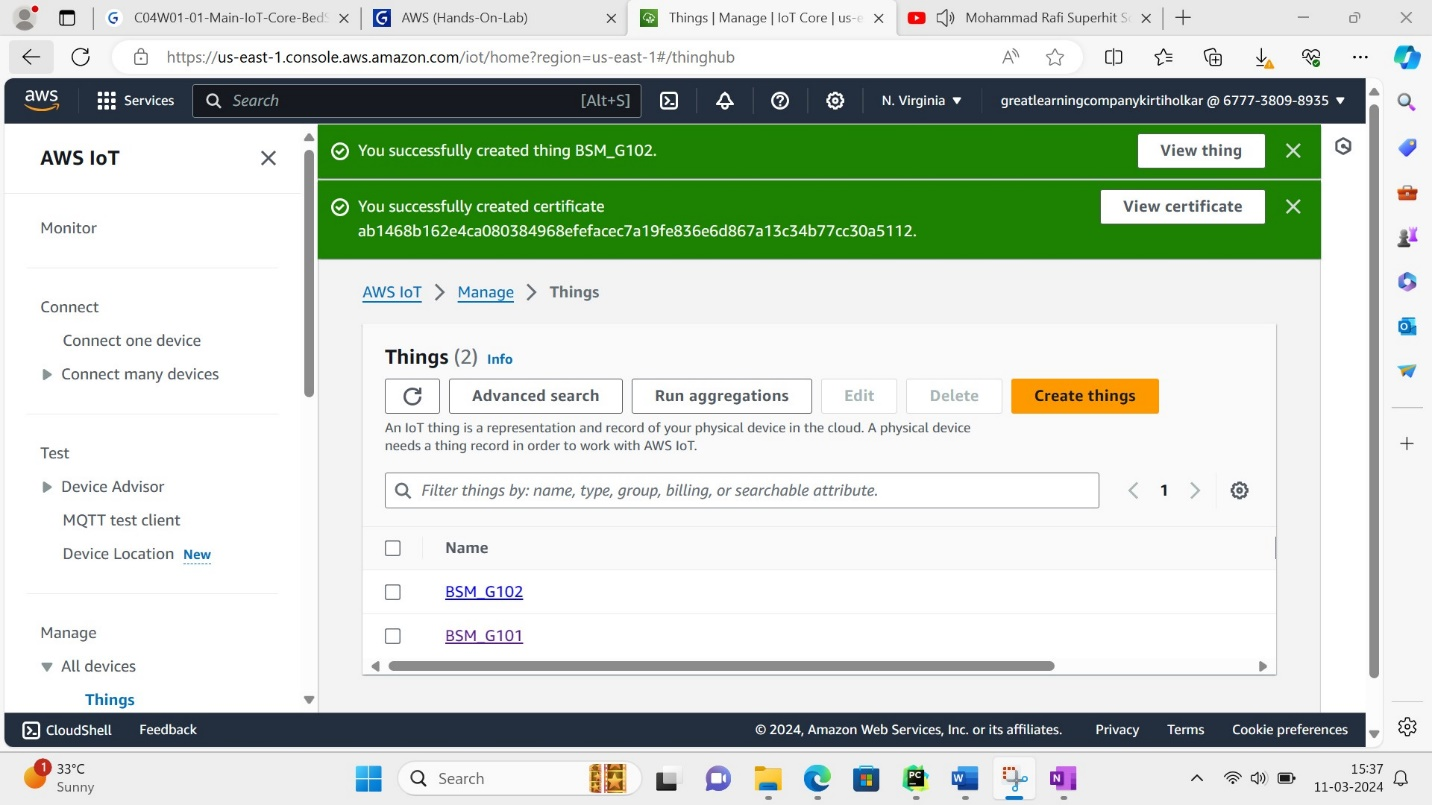 C04W01-01-Main-IoT-Core-BedS
AWS (Hands-On-Lab)
Things | Manage | IoT Core | us-e
Mohammad Rafi Superhit So
https://us-east-1.console.aws.amazon.com/iot/home?region=us-east-1#/thinghub
aws
Services
Search
[Alt+S]
N. Virginia
greatlearningcompanykirtiholkar @ 6777-3809-8935
AWS IoT
Monitor
Connect
Connect one device
Connect many devices
Test
Device Advisor
MQTT test client
Device Location New
Manage
All devices
Things
You successfully created thing BSM_G102.
View thing
You successfully created certificate
ab1468b162e4ca080384968efefacec7a19fe836e6d867a13c34b77cc30a5112.
View certificate
AWS IoT > Manage > Things
Things (2) Info
Advanced search
Run aggregations
Edit
Delete
Create things
An IoT thing is a representation and record of your physical device in the cloud. A physical device
needs a thing record in order to work with AWS IoT.
Filter things by: name, type, group, billing, or searchable attribute.
1
Name
BSM_G102
BSM_G101
CloudShell
Feedback
© 2024, Amazon Web Services, Inc. or its affiliates.
Privacy
Terms
Cookie preferences
1
33°C
Sunny
Search
15:37
11-03-2024